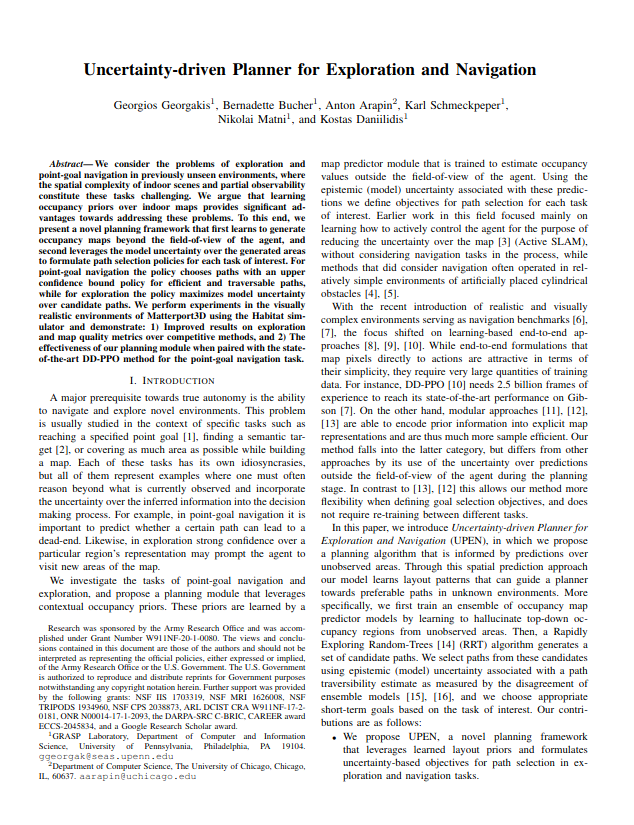 Uncertainty-driven Planner for Exploration and Navigation
Georgios Georgakis1, Bernadette Bucher1, Anton Arapin2, Karl Schmeckpeper1,
Nikolai Matni1, and Kostas Daniilidis1
Abstract— We consider the problems of exploration and
point-goal navigation in previously unseen environments, where
the spatial complexity of indoor scenes and partial observability
constitute these tasks challenging. We argue that learning
occupancy priors over indoor maps provides significant ad-
vantages towards addressing these problems. To this end, we
present a novel planning framework that first learns to generate
occupancy maps beyond the field-of-view of the agent, and
second leverages the model uncertainty over the generated areas
to formulate path selection policies for each task of interest. For
point-goal navigation the policy chooses paths with an upper
confidence bound policy for efficient and traversable paths,
while for exploration the policy maximizes model uncertainty
over candidate paths. We perform experiments in the visually
realistic environments of Matterport3D using the Habitat sim-
ulator and demonstrate: 1) Improved results on exploration
and map quality metrics over competitive methods, and 2) The
effectiveness of our planning module when paired with the state-
of-the-art DD-PPO method for the point-goal navigation task.
I. INTRODUCTION
A major prerequisite towards true autonomy is the ability
to navigate and explore novel environments. This problem
is usually studied in the context of specific tasks such as
reaching a specified point goal [1], finding a semantic tar-
get [2], or covering as much area as possible while building
a map. Each of these tasks has its own idiosyncrasies,
but all of them represent examples where one must often
reason beyond what is currently observed and incorporate
the uncertainty over the inferred information into the decision
making process. For example, in point-goal navigation it is
important to predict whether a certain path can lead to a
dead-end. Likewise, in exploration strong confidence over a
particular region's representation may prompt the agent to
visit new areas of the map.
We investigate the tasks of point-goal navigation and
exploration, and propose a planning module that leverages
contextual occupancy priors. These priors are learned by a
Research was sponsored by the Army Research Office and was accom-
plished under Grant Number W911NF-20-1-0080. The views and conclu-
sions contained in this document are those of the authors and should not be
interpreted as representing the official policies, either expressed or implied,
of the Army Research Office or the U.S. Government. The U.S. Government
is authorized to reproduce and distribute reprints for Government purposes
notwithstanding any copyright notation herein. Further support was provided
by the following grants: NSF IIS 1703319, NSF MRI 1626008, NSF
TRIPODS 1934960, NSF CPS 2038873, ARL DCIST CRA W911NF-17-2-
0181, ONR N00014-17-1-2093, the DARPA-SRC C-BRIC, CAREER award
ECCS-2045834, and a Google Research Scholar award.
1GRASP Laboratory, Department of Computer and Information
Science, University of Pennsylvania, Philadelphia, PA 19104.
ggeorgak@seas.upenn.edu
2Department of Computer Science, The University of Chicago, Chicago,
IL, 60637. aarapin@uchicago.edu
map predictor module that is trained to estimate occupancy
values outside the field-of-view of the agent. Using the
epistemic (model) uncertainty associated with these predic-
tions we define objectives for path selection for each task
of interest. Earlier work in this field focused mainly on
learning how to actively control the agent for the purpose of
reducing the uncertainty over the map [3] (Active SLAM),
without considering navigation tasks in the process, while
methods that did consider navigation often operated in rel-
atively simple environments of artificially placed cylindrical
obstacles [4], [5].
With the recent introduction of realistic and visually
complex environments serving as navigation benchmarks [6],
[7], the focus shifted on learning-based end-to-end ap-
proaches [8], [9], [10]. While end-to-end formulations that
map pixels directly to actions are attractive in terms of
their simplicity, they require very large quantities of training
data. For instance, DD-PPO [10] needs 2.5 billion frames of
experience to reach its state-of-the-art performance on Gib-
son [7]. On the other hand, modular approaches [11], [12],
[13] are able to encode prior information into explicit map
representations and are thus much more sample efficient. Our
method falls into the latter category, but differs from other
approaches by its use of the uncertainty over predictions
outside the field-of-view of the agent during the planning
stage. In contrast to [13], [12] this allows our method more
flexibility when defining goal selection objectives, and does
not require re-training between different tasks.
In this paper, we introduce Uncertainty-driven Planner for
Exploration and Navigation (UPEN), in which we propose
a planning algorithm that is informed by predictions over
unobserved areas. Through this spatial prediction approach
our model learns layout patterns that can guide a planner
towards preferable paths in unknown environments. More
specifically, we first train an ensemble of occupancy map
predictor models by learning to hallucinate top-down oc-
cupancy regions from unobserved areas. Then, a Rapidly
Exploring Random-Trees [14] (RRT) algorithm generates a
set of candidate paths. We select paths from these candidates
using epistemic (model) uncertainty associated with a path
traversibility estimate as measured by the disagreement of
ensemble models [15], [16], and we choose appropriate
short-term goals based on the task of interest. Our contri-
butions are as follows:
• We propose UPEN, a novel planning framework
that leverages learned layout priors and formulates
uncertainty-based objectives for path selection in ex-
ploration and navigation tasks.